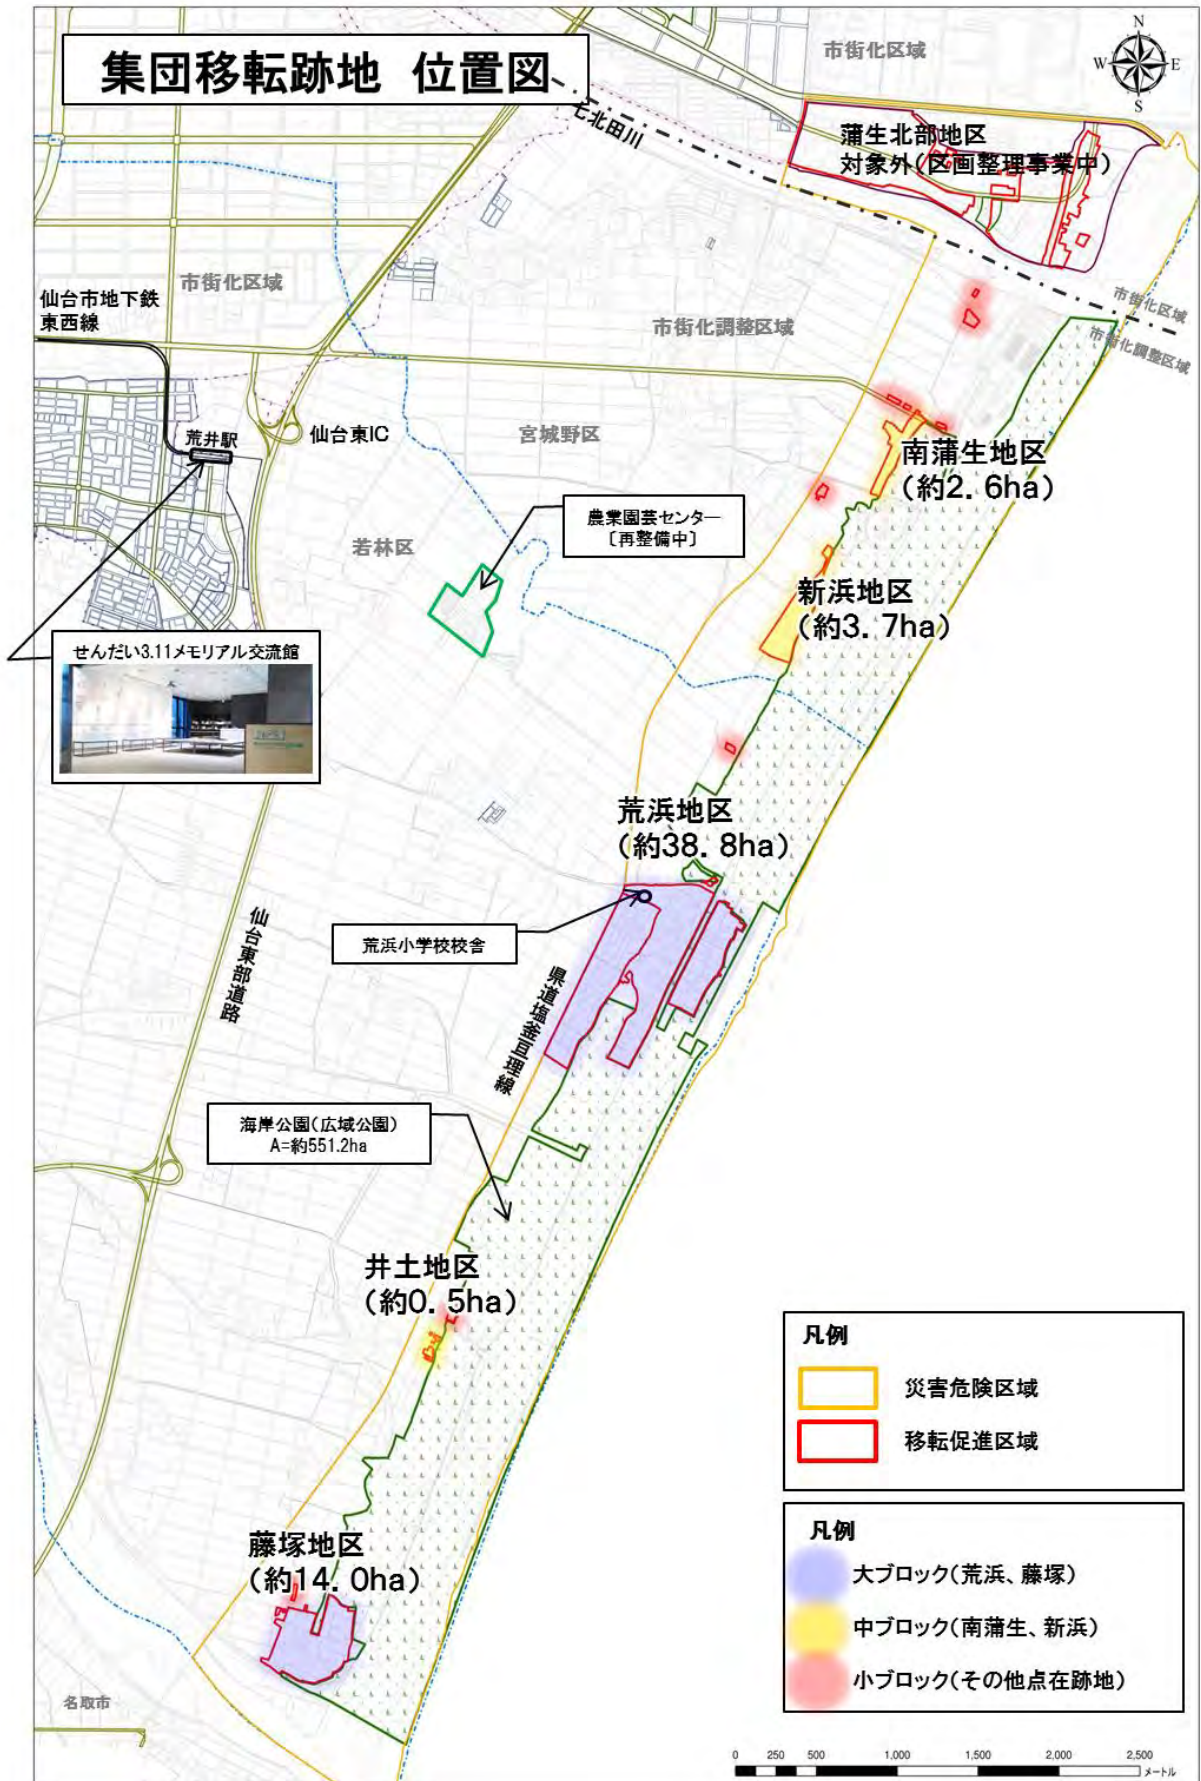 集団移転跡地 位置図
市街化区域
N
W
E
S
七北田川
蒲生北部地区
対象外(区画整理事業中)
市街化区域
仙台市地下鉄
東西線
市街化調整区域
市街化区域
市街化調整区域
荒井駅
仙台東IC
宮城野区
南蒲生地区
(約2.6ha)
農業園芸センター
〔再整備中〕
若林区
新浜地区
(約3.7ha)
せんだい3.11メモリアル交流館
荒浜地区
(約38.8ha)
荒浜小学校校舎
仙台東部道路
県道塩釜亘理線
海岸公園(広域公園)
A=約551.2ha
井土地区
(約0.5ha)
凡例
災害危険区域
移転促進区域
藤塚地区
(約14.0ha)
凡例
大ブロック(荒浜、藤塚)
中ブロック(南蒲生、新浜)
小ブロック(その他点在跡地)
名取市
0 250 500 1,000 1,500 2,000 2,500
メートル